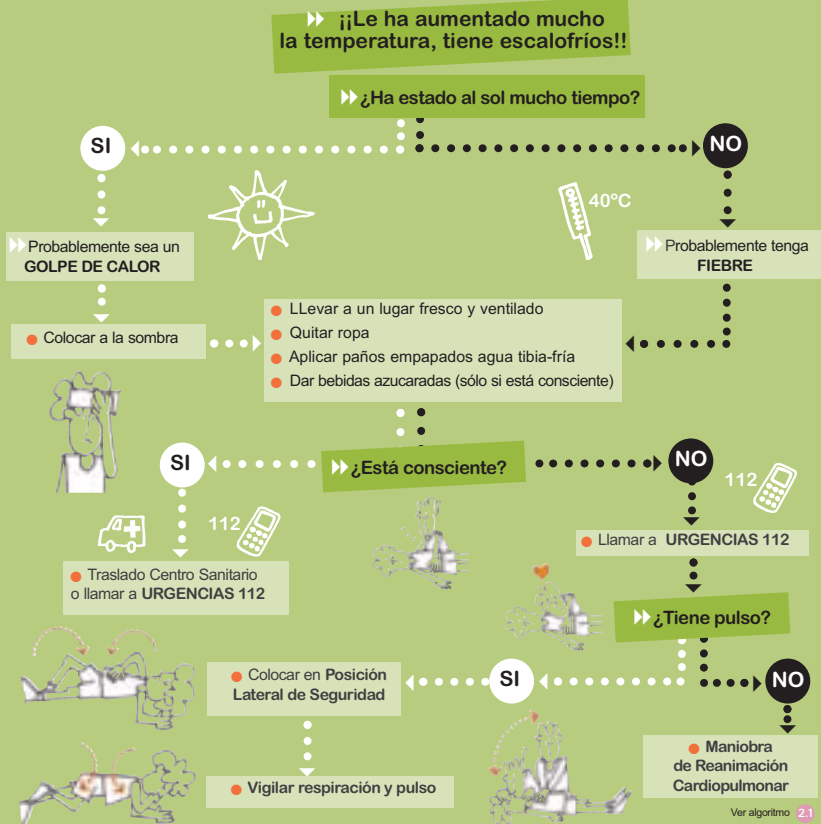 ¡¡Le ha aumentado mucho
la temperatura, tiene escalofríos!!
¿Ha estado al sol mucho tiempo?
SI
NO
40ºC
Probablemente sea un
GOLPE DE CALOR
Probablemente tenga
FIEBRE
Colocar a la sombra
LLevar a un lugar fresco y ventilado
Quitar ropa
Aplicar paños empapados agua tibia-fría
Dar bebidas azucaradas (sólo si está consciente)
¿Está consciente?
SI
NO
112
112
Traslado Centro Sanitario
o llamar a URGENCIAS 112
Llamar a URGENCIAS 112
¿Tiene pulso?
SI
NO
Colocar en Posición
Lateral de Seguridad
Vigilar respiración y pulso
Maniobra
de Reanimación
Cardiopulmonar
Ver algoritmo 2.1